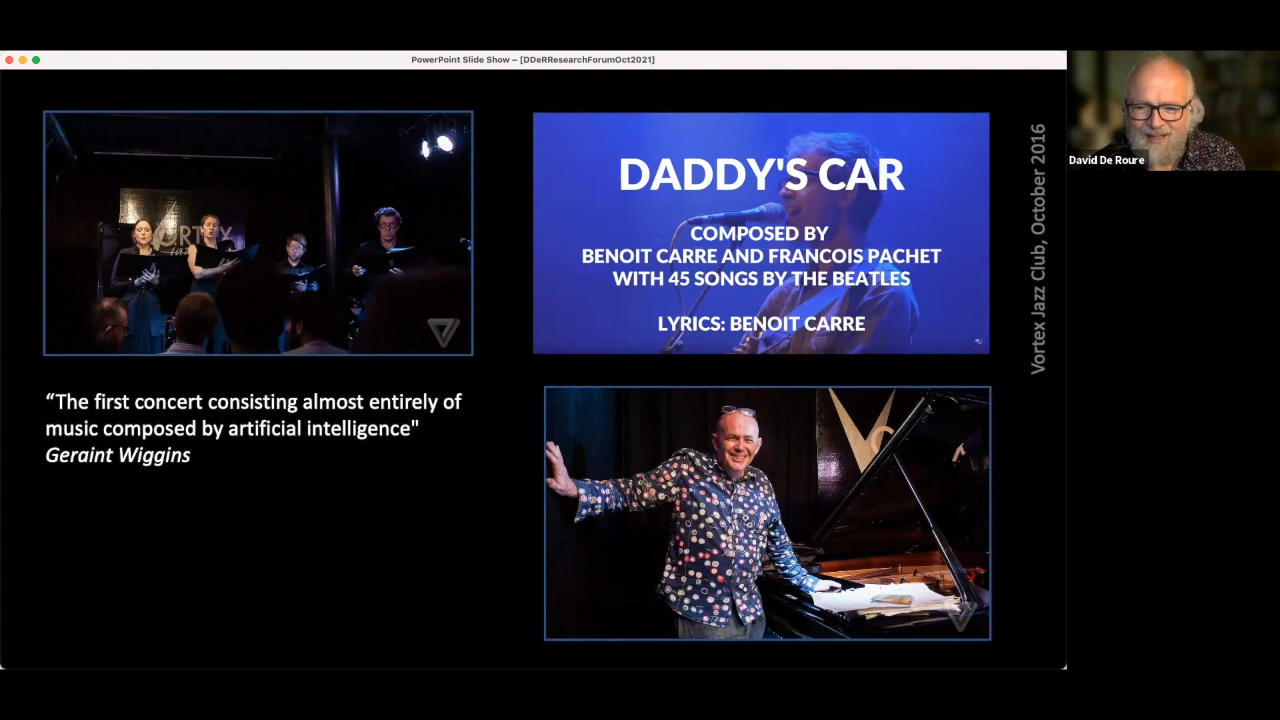 PowerPoint Slide Show – [DDeRResearchForumOct2021]
DADDY'S CAR
COMPOSED BY
BENOIT CARRE AND FRANCOIS PACHET
WITH 45 SONGS BY THE BEATLES
LYRICS: BENOIT CARRE
Vortex Jazz Club, October 2016
David De Roure
“The first concert consisting almost entirely of
music composed by artificial intelligence"
Geraint Wiggins